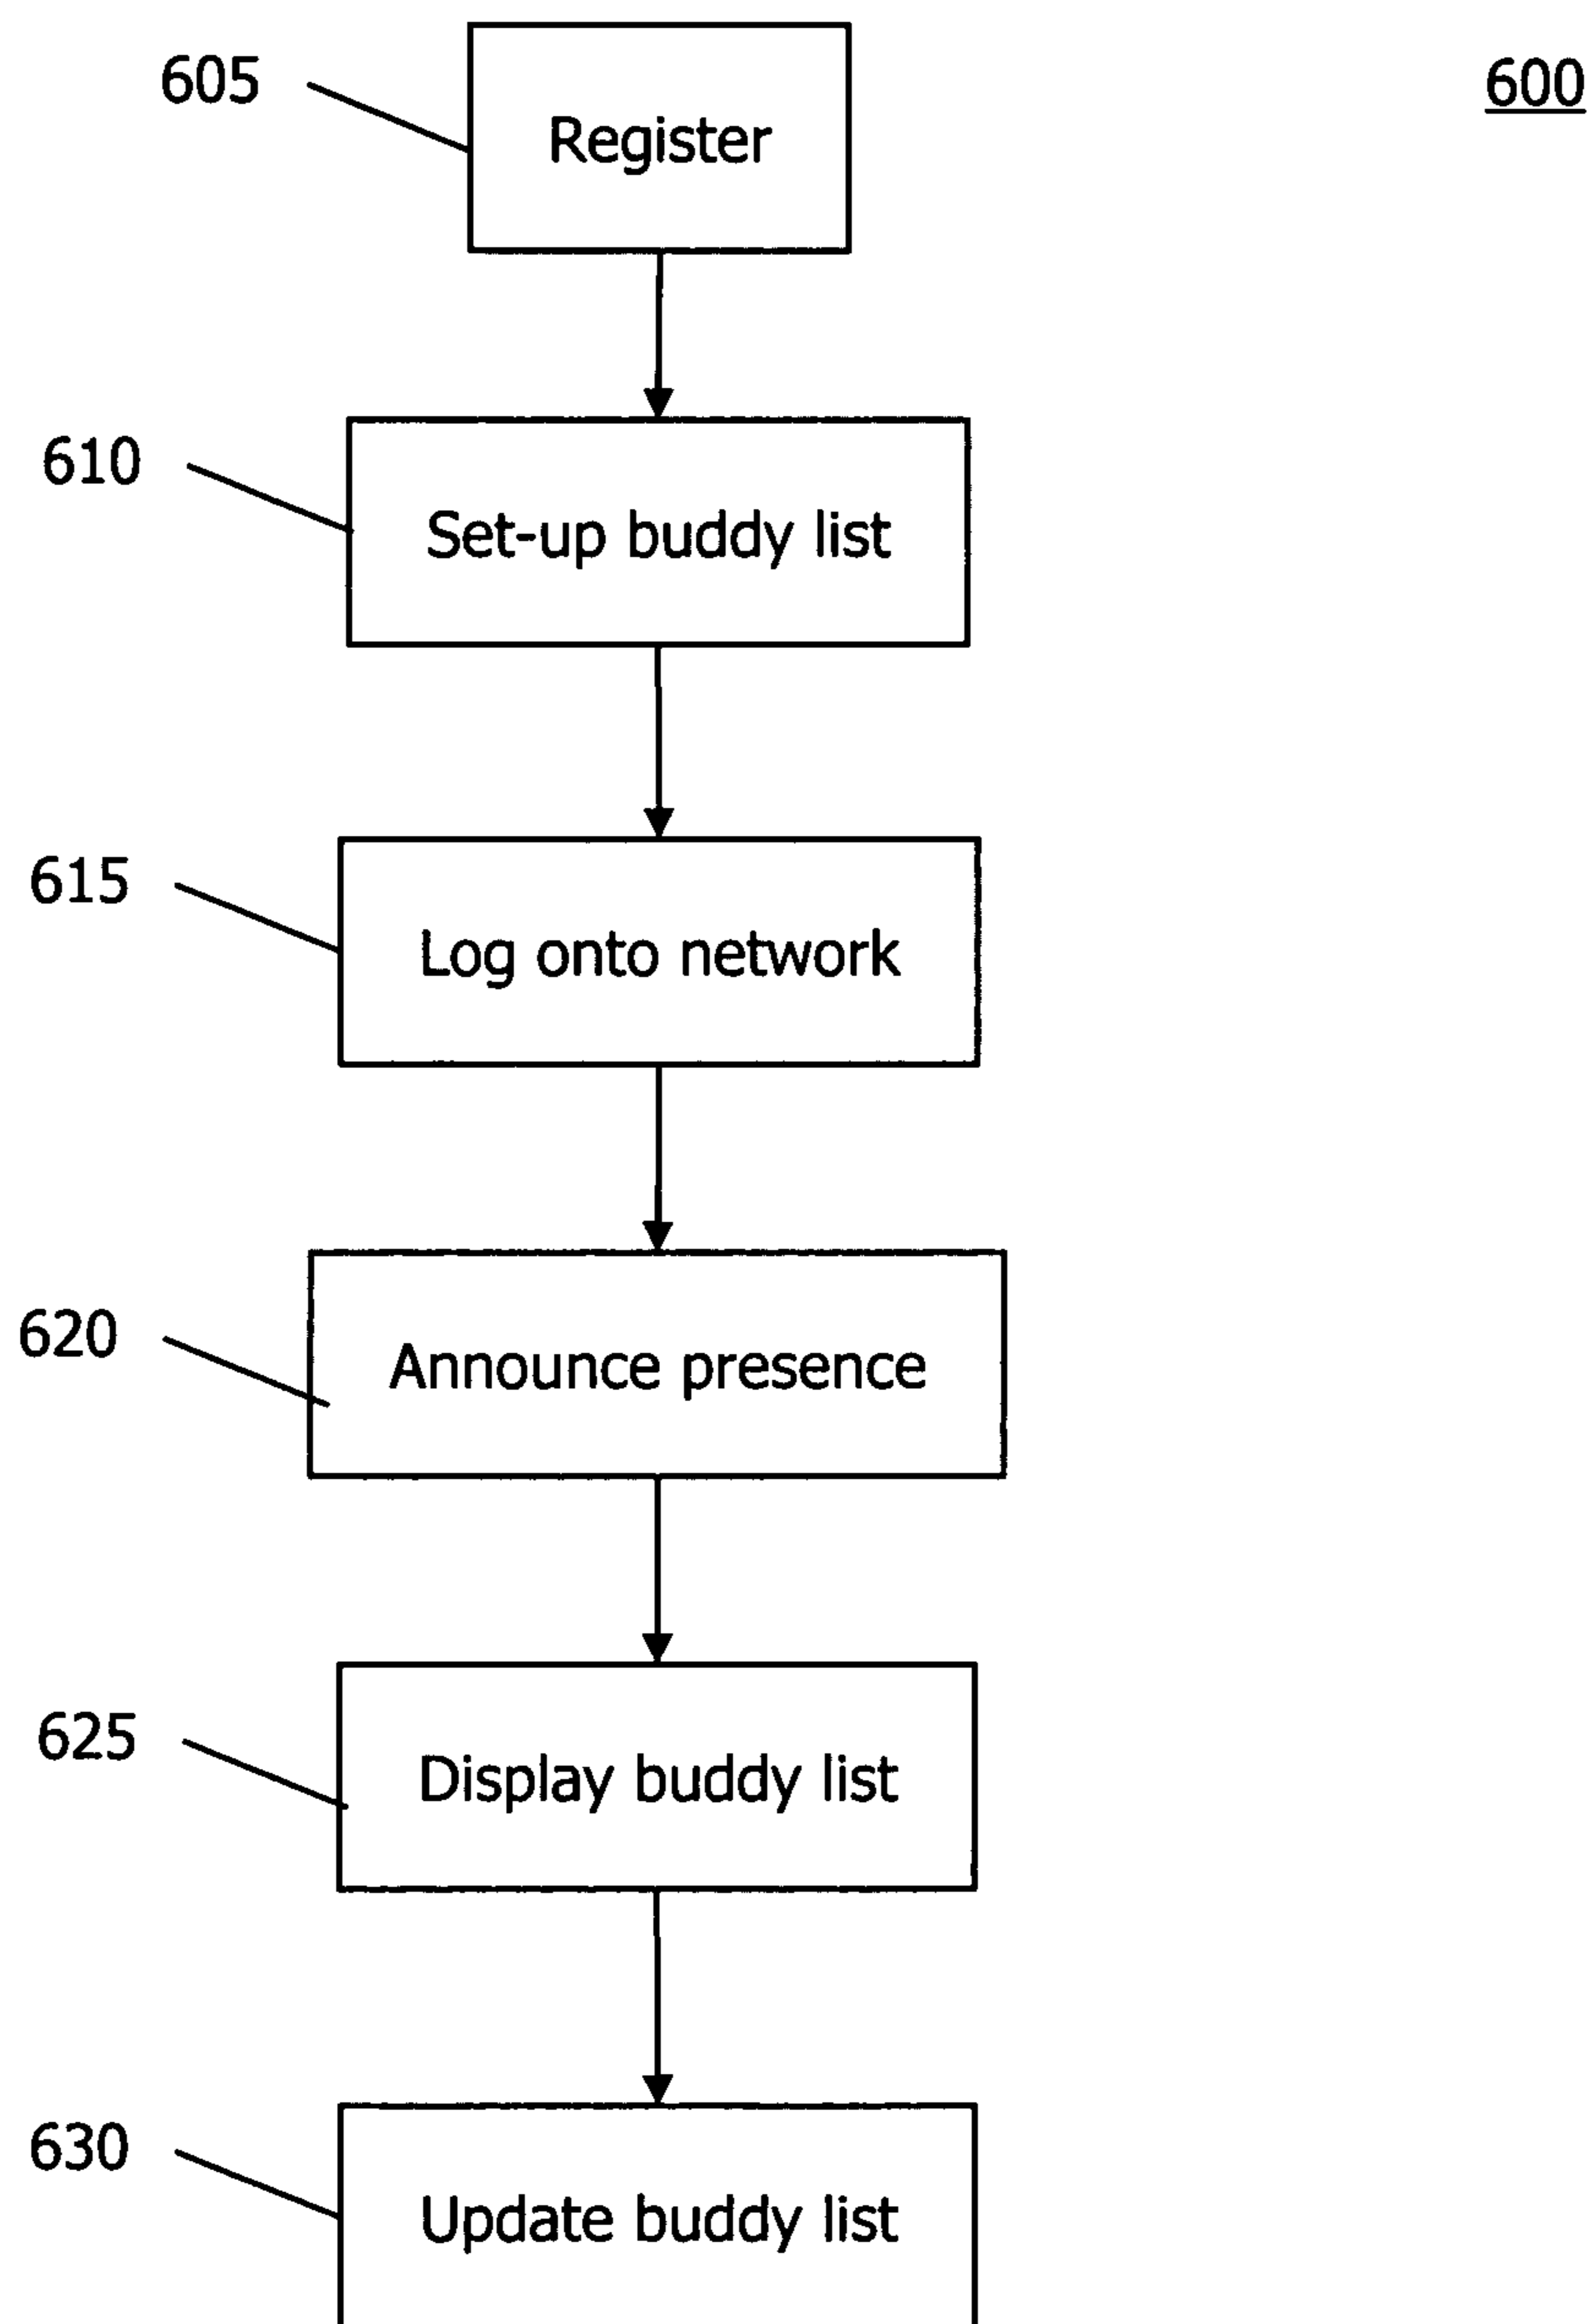 600
605
Register
610
Set-up buddy list
615
Log onto network
620
Announce presence
625
Display buddy list
630
Update buddy list